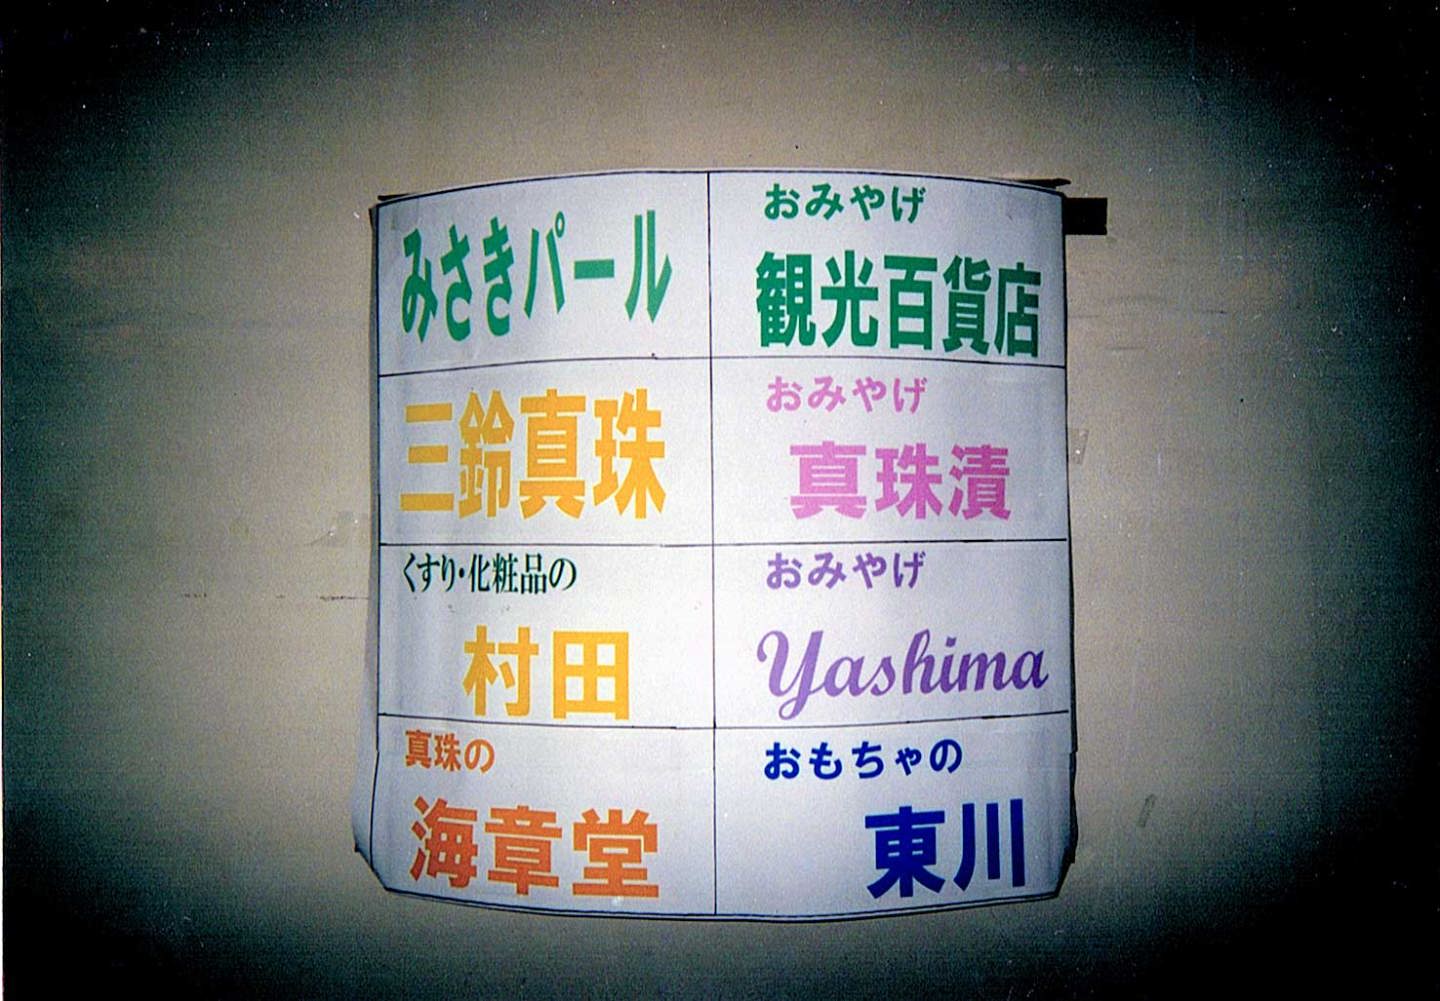 みさきパール
三鈴真珠
くすり・化粧品の
村田
真珠の
海章堂
おみやげ
観光百貨店
おみやげ
真珠漬
おみやげ
Yashima
おもちゃの
東川